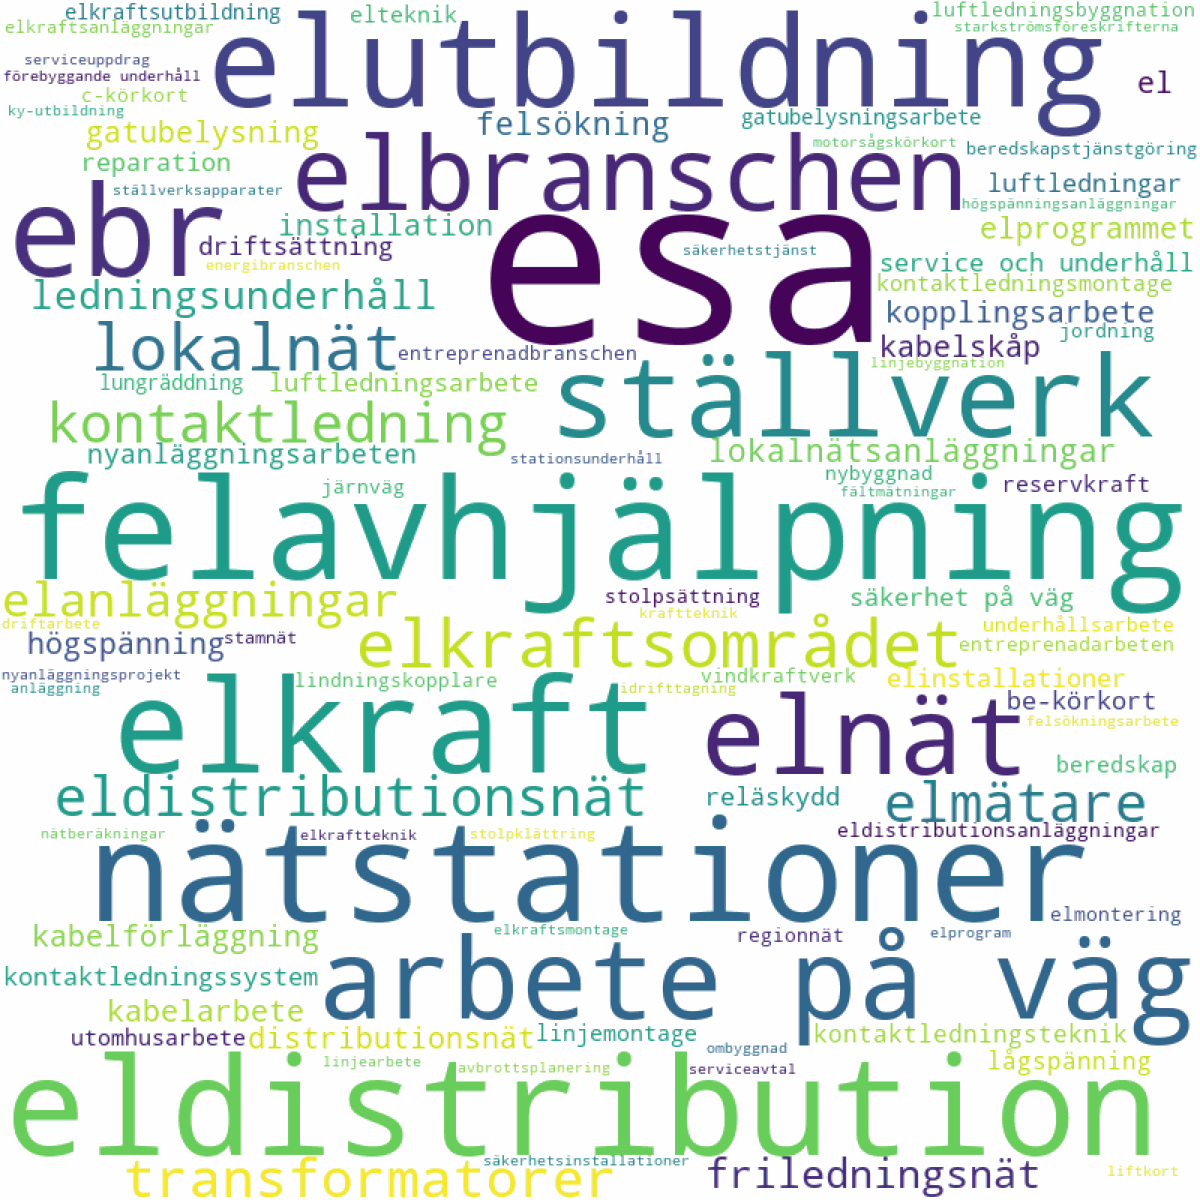 elkraftsutbildning
elteknik
luftledningsbyggnation
elkraftsanläggningar
starkströmsföreskrifterna
elutbildning
serviceuppdrag
förebyggande underhåll
el
c-körkort
ky-utbildning
gatubelysning
felsökning
gatubelysningsarbete
motorsågskörkort
beredskapstjänstgöring
reparation
elbranschen
ställverksapparater
luftledningar
högspänningsanläggningar
ebr
installation
elprogrammet
driftsättning
esa
säkerhetstjänst
energibranschen
service och underhåll
kontaktledningsmontage
ledningsunderhåll
kopplingsarbete
jordning
lokalnät
entreprenadbranschen
kabelskåp
linjebyggnation
lungräddning
luftledningsarbete
ställverk
kontaktledning
nyanläggningsarbeten
stationsunderhåll
lokalnätsanläggningar
nybyggnad
järnväg
fältmätningar
reservkraft
felavhjälpning
elanläggningar
stolpsättning
säkerhet på väg
kraftteknik
driftarbete
underhållsarbete
högspänning
stamnät
elkraftsområdet
entreprenadarbeten
nyanläggningsprojekt
anläggning
lindningskopplare
idrifttagning
vindkraftverk
elinstallationer
be-körkort
felsökningsarbete
elkraft
elnät
beredskap
eldistributionsnät
reläskydd
elmätare
nätberäkningar
elkraftteknik
stolpklättring
eldistributionsanläggningar
nätstationer
elmontering
kabelförläggning
elkraftsmontage
regionnät
elprogram
kontaktledningssystem
arbete på väg
kabelarbete
utomhusarbete
distributionsnät
linjemontage
kontaktledningsteknik
ombyggnad
linjearbete
avbrottsplanering
serviceavtal
lågspänning
eldistribution
transformatorer
säkerhetsinstallationer
friledningsnät
liftkort